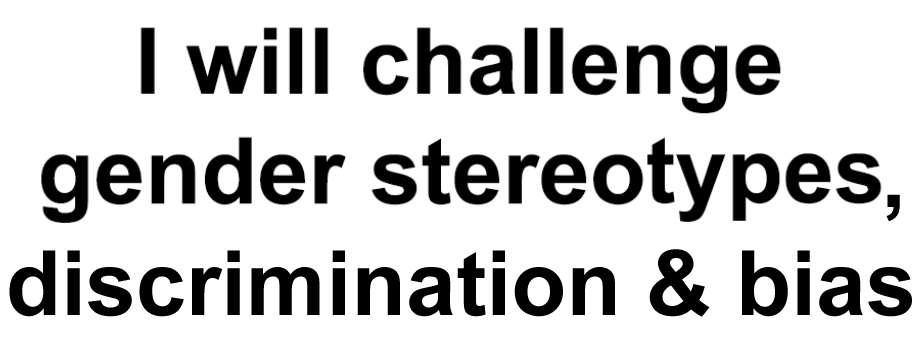 I will challenge
gender stereotypes,
discrimination & bias